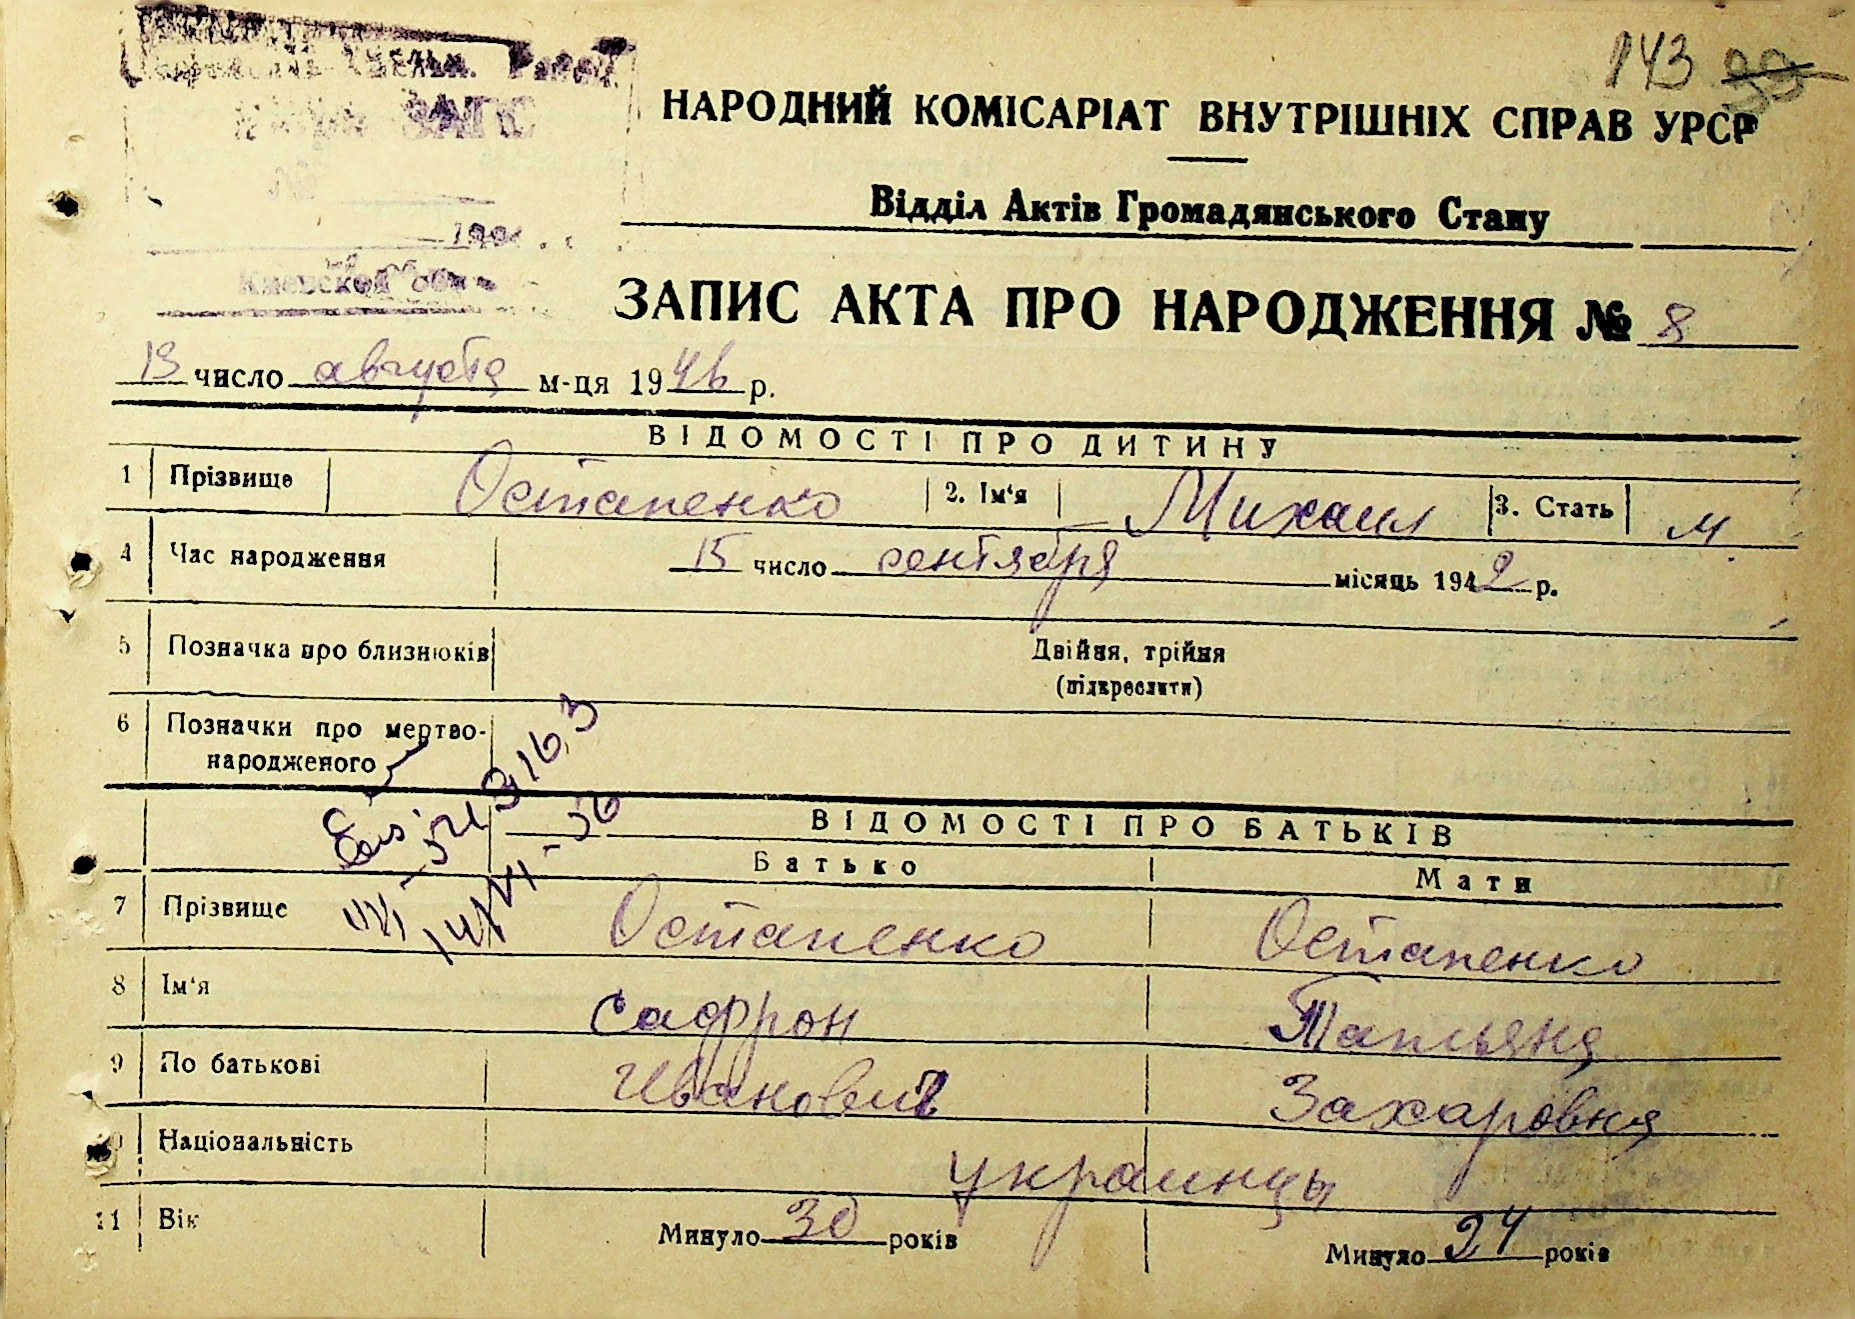 143 99
ЗАГС
Киевской обл
НАРОДНИЙ КОМІСАРІАТ ВНУТРІШНІХ СПРАВ УРСР
Відділ Актів Громадянського Стану
ЗАПИС АКТА ПРО НАРОДЖЕННЯ № 8
13 число августа м-ця 1946 р.
ВІДОМОСТІ ПРО ДИТИНУ
1 Прізвище Остапенко 2. Ім‘я Михаил 3. Стать м.
4 Час народження 15 число сентября місяць 1942 р.
5 Позначка про близнюків Двійня, трійня
(підкреслити)
6 Позначки про мертво-
народженого
ВІДОМОСТІ ПРО БАТЬКІВ
Батько Мати
7 Прізвище Остапенко Остапенко
8 Ім‘я Сафрон Татьяна
9 По батькові Иванович Захаровна
10 Національність украинцы
11 Вік Минуло 30 років Минуло 24 років